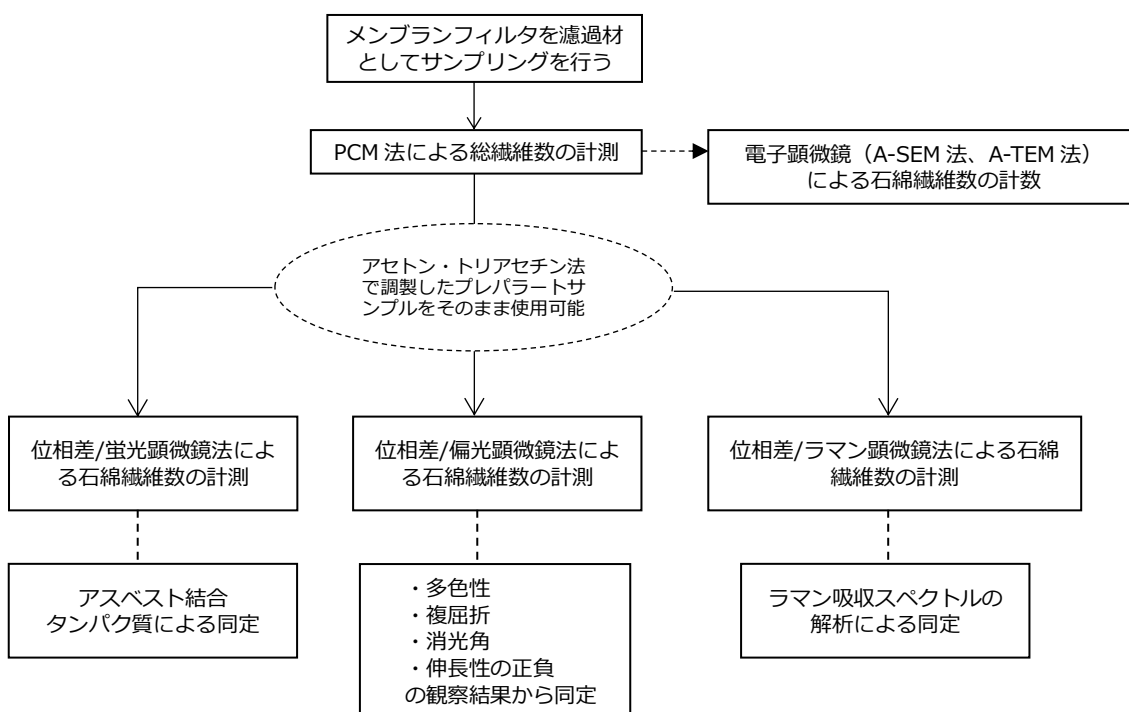 メンブランフィルタを濾過材
としてサンプリングを行う
PCM 法による総繊維数の計測
電子顕微鏡（A-SEM 法、A-TEM 法）
による石綿繊維数の計数
アセトン・トリアセチン法
で調製したプレパラートサ
ンプルをそのまま使用可能
位相差/蛍光顕微鏡法によ
る石綿繊維数の計測
位相差/偏光顕微鏡法によ
る石綿繊維数の計測
位相差/ラマン顕微鏡法による石綿
繊維数の計測
アスベスト結合
タンパク質による同定
・多色性
・複屈折
・消光角
・伸長性の正負
の観察結果から同定
ラマン吸収スペクトルの
解析による同定